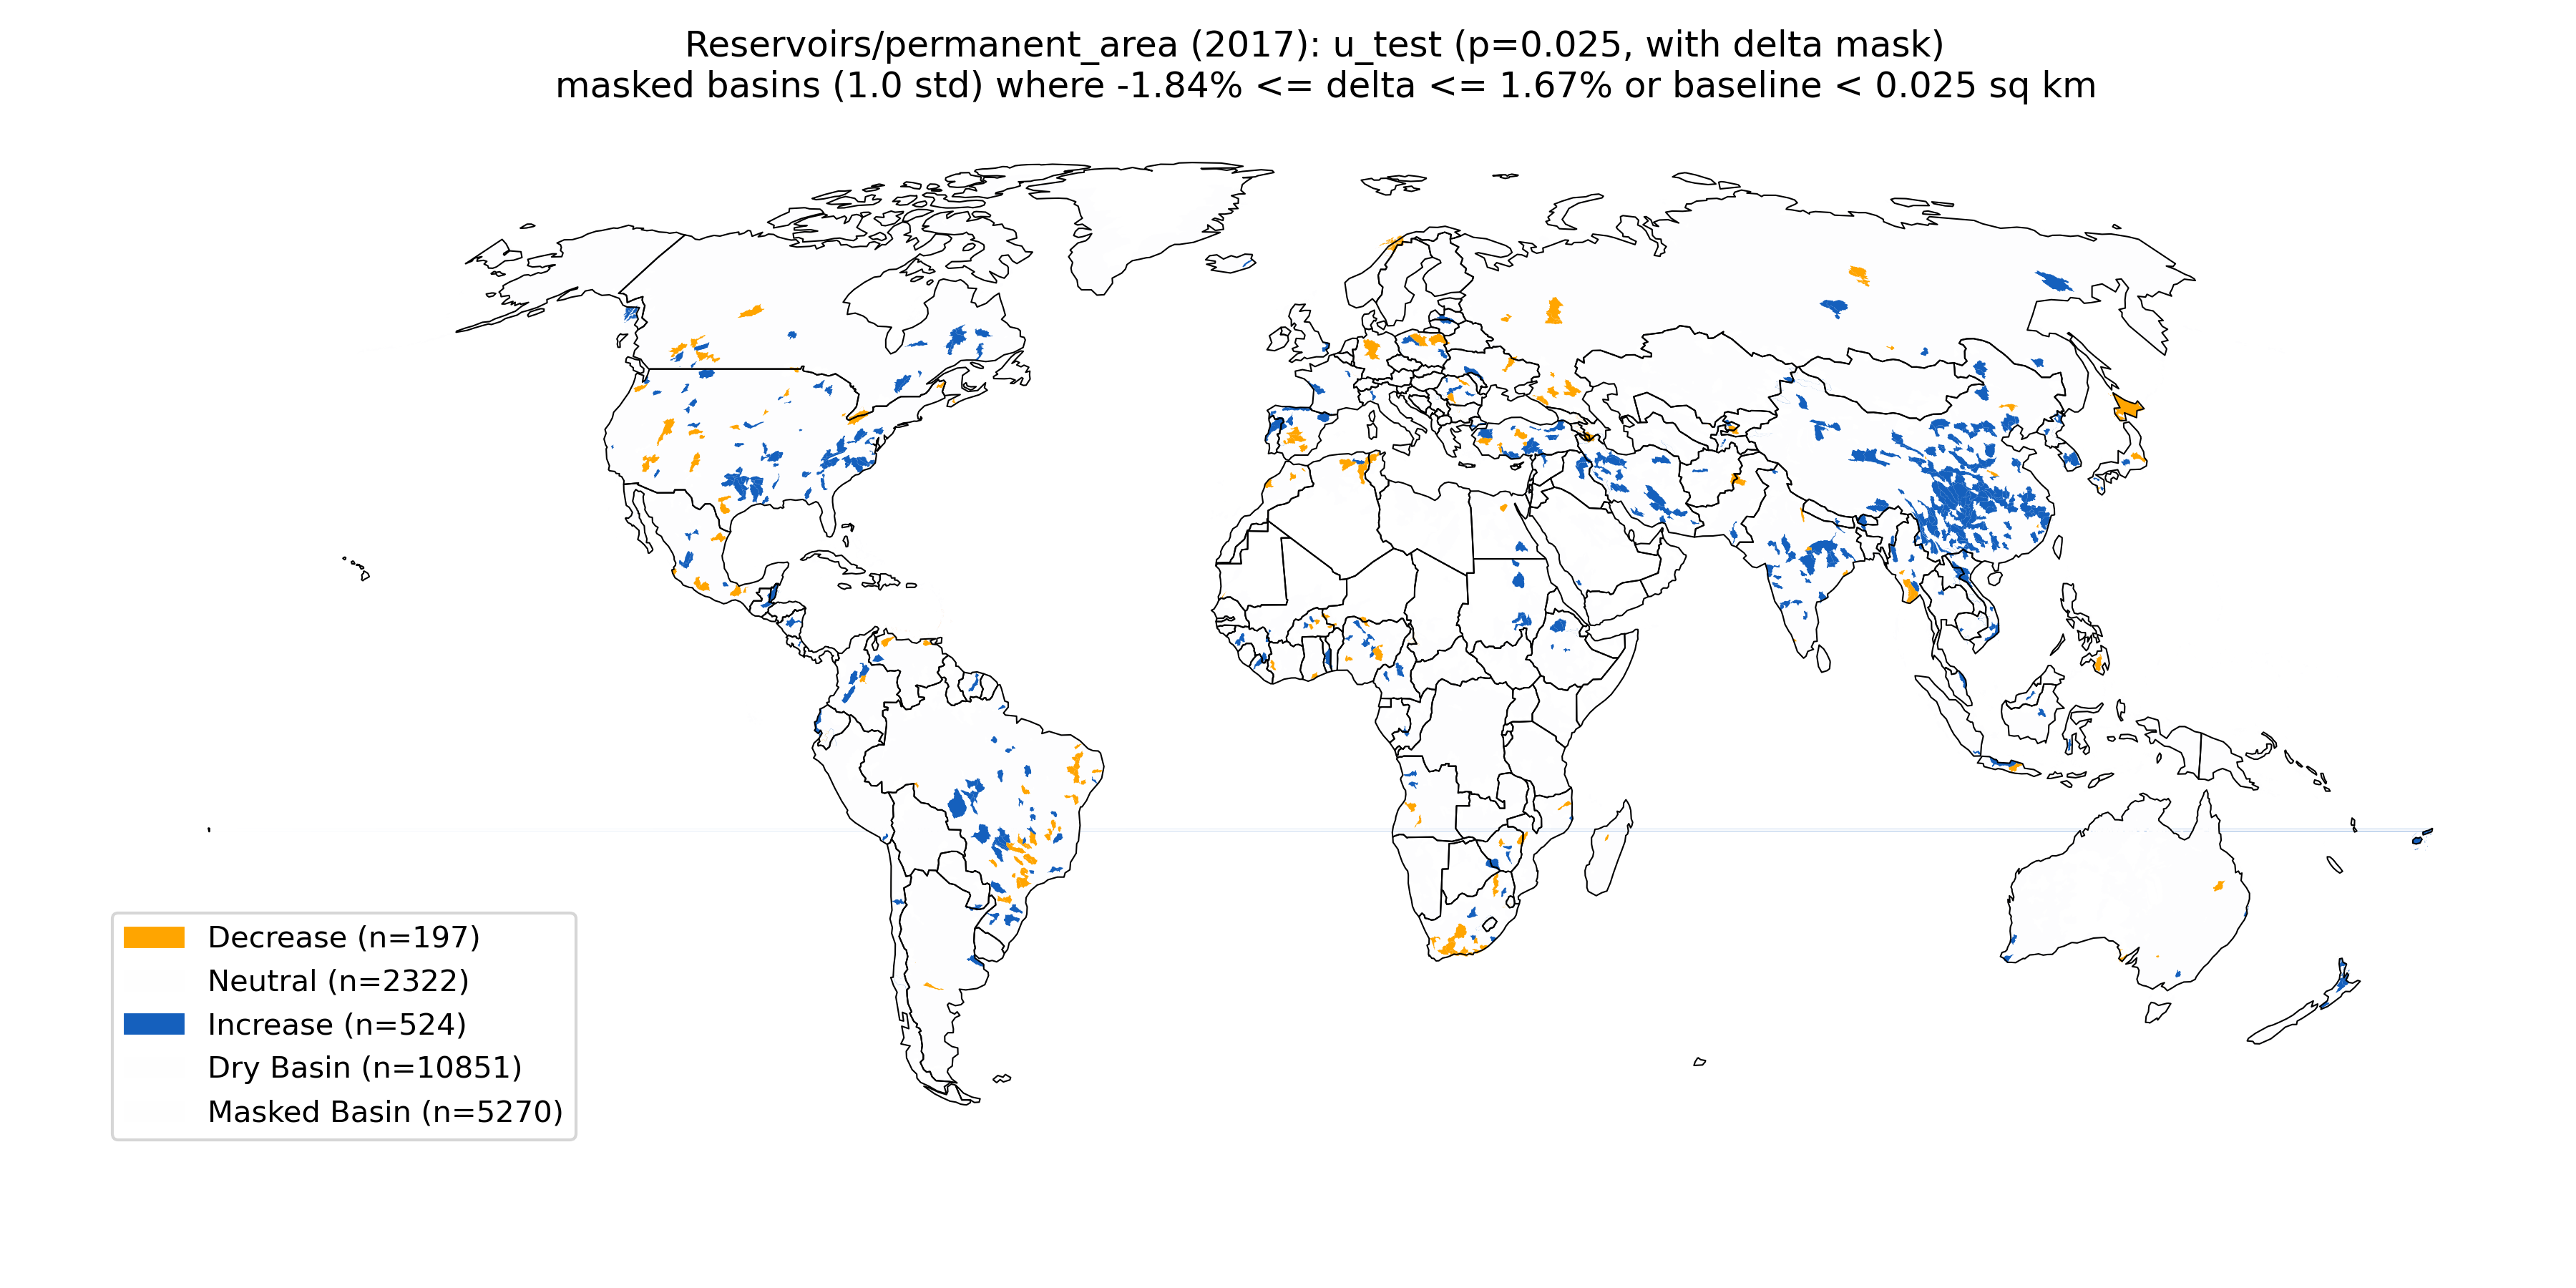 Reservoirs/permanent_area (2017): u_test (p=0.025, with delta mask)
masked basins (1.0 std) where -1.84% <= delta <= 1.67% or baseline < 0.025 sq km
Decrease (n=197)
Neutral (n=2322)
Increase (n=524)
Dry Basin (n=10851)
Masked Basin (n=5270)